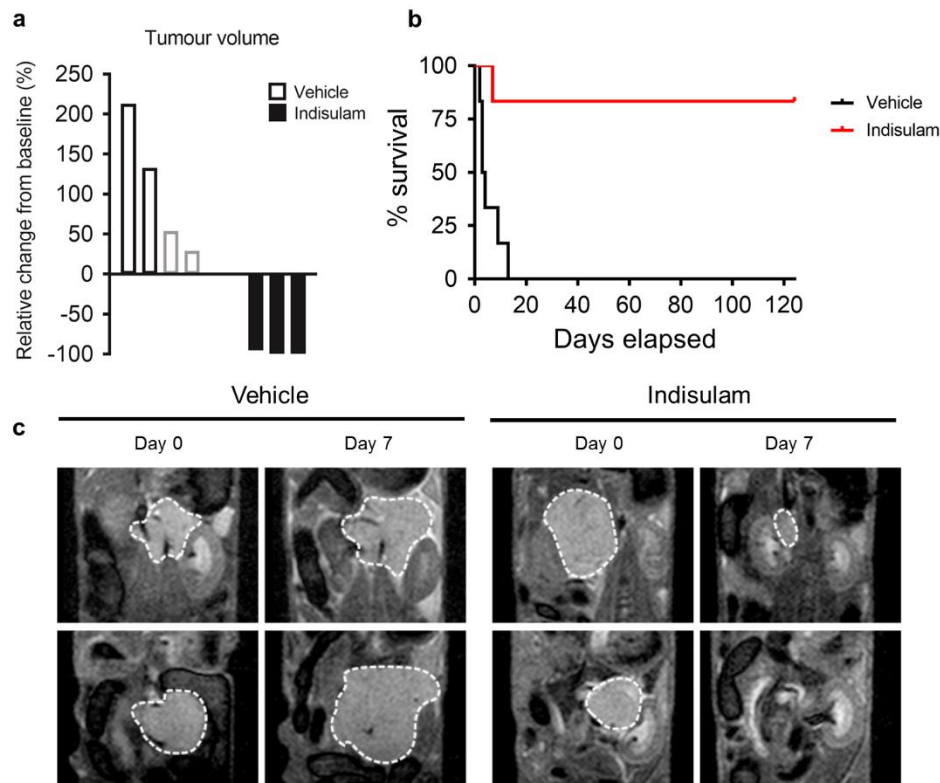 a
Tumour volume
Relative change from baseline (%)
250
200
150
100
50
0
-50
-100
Vehicle
Indisulam
b
% survival
100
75
50
25
0
0 20 40 60 80 100 120
Days elapsed
Vehicle
Indisulam
Vehicle
Indisulam
c
Day 0
Day 7
Day 0
Day 7